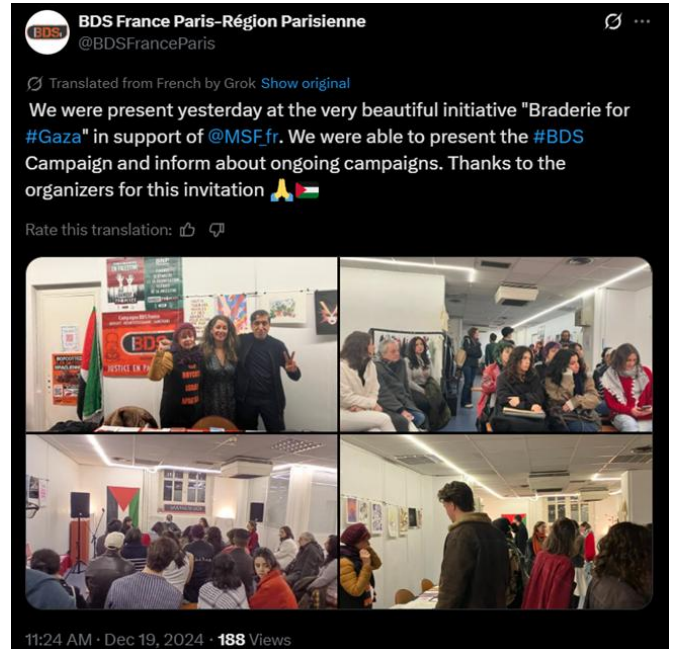 BDS France Paris-Région Parisienne
@BDSFranceParis
Translated from French by Grok Show original
We were present yesterday at the very beautiful initiative "Braderie for
#Gaza" in support of @MSF_fr. We were able to present the #BDS
Campaign and inform about ongoing campaigns. Thanks to the
organizers for this invitation 🙏🇵🇸
Rate this translation:
BDS
JUSTICE EN PA
11:24 AM · Dec 19, 2024 · 188 Views